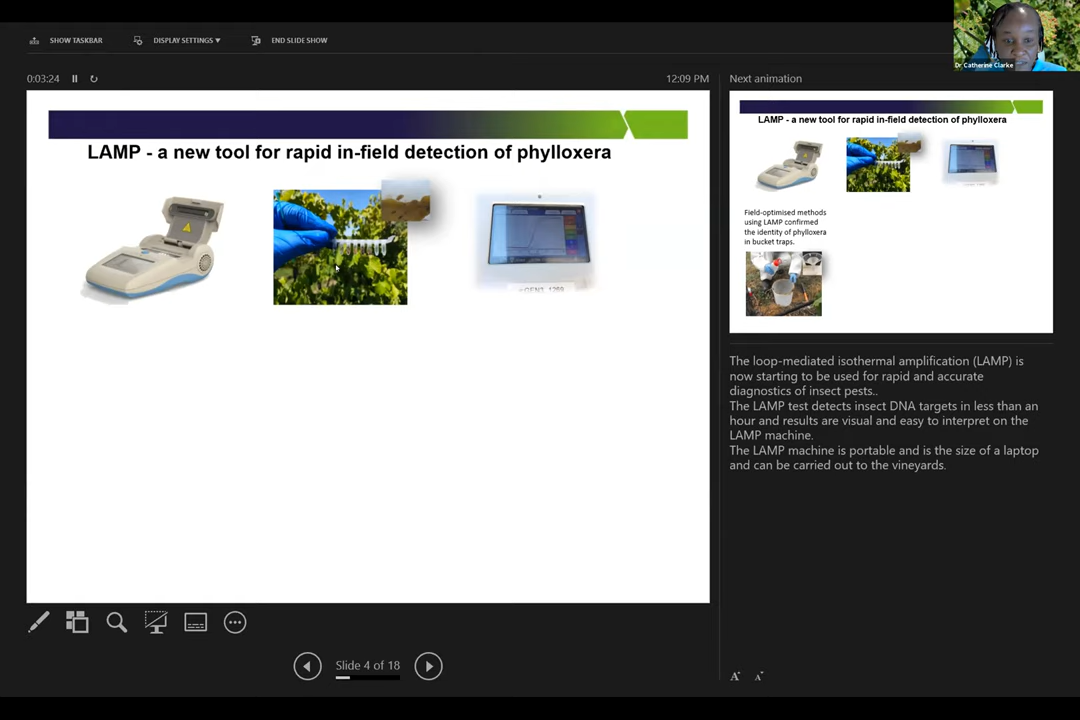 Dr Catherine Clarke
SHOW TASKBAR
DISPLAY SETTINGS ▼
END SLIDE SHOW
0:03:24
12:09 PM
Next animation
LAMP - a new tool for rapid in-field detection of phylloxera
LAMP - a new tool for rapid in-field detection of phylloxera
Field-optimised methods
using LAMP confirmed
the identity of phylloxera
in bucket traps.
The loop-mediated isothermal amplification (LAMP) is
now starting to be used for rapid and accurate
diagnostics of insect pests..
The LAMP test detects insect DNA targets in less than an
hour and results are visual and easy to interpret on the
LAMP machine.
The LAMP machine is portable and is the size of a laptop
and can be carried out to the vineyards.
Slide 4 of 18
A
A